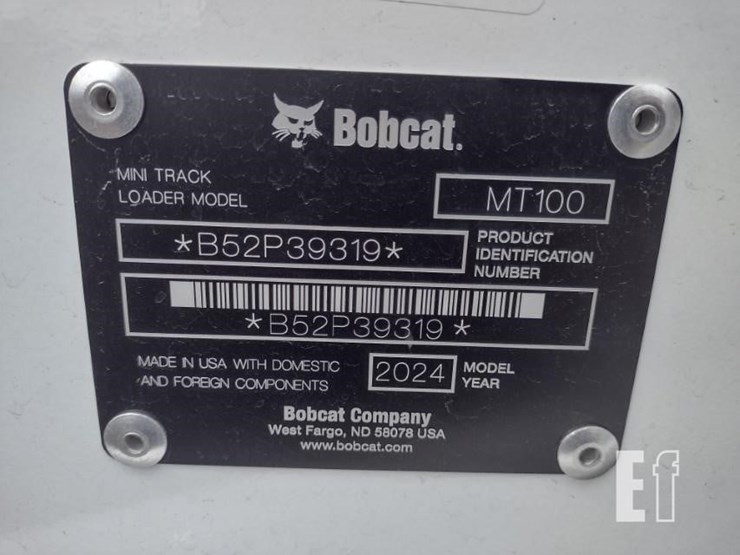 Bobcat.
MINI TRACK
LOADER MODEL
MT100
*B52P39319*
PRODUCT
IDENTIFICATION
NUMBER
*B52P39319*
MADE IN USA WITH DOMESTIC
AND FOREIGN COMPONENTS
2024
MODEL
YEAR
Bobcat Company
West Fargo, ND 58078 USA
www.bobcat.com
Ef